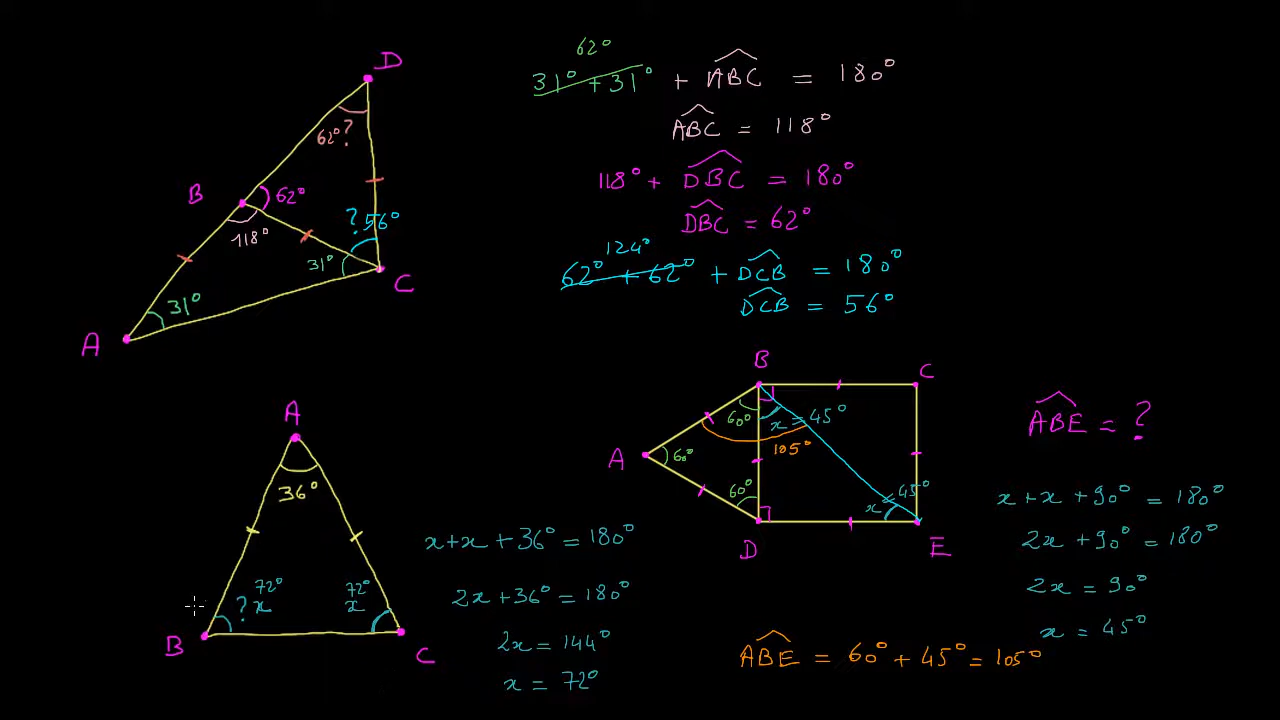 D
62°?
B
62°
118°
? 56°
31°
C
31°
A
62°
31° + 31° + ABC = 180°
ABC = 118°
118° + DBC = 180°
DBC = 62°
124°
62° + 62° + DCB = 180°
DCB = 56°
A
36°
72°
? x
72°
x
B
C
x+x +36° = 180°
2x +36° = 180°
2x = 144°
x = 72°
B
C
60°
x = 45°
A
60°
105°
60°
x = 45°
D
E
ABE = ?
x + x + 90° = 180°
2x + 90° = 180°
2x = 90°
x = 45°
ABE = 60° + 45° = 105°